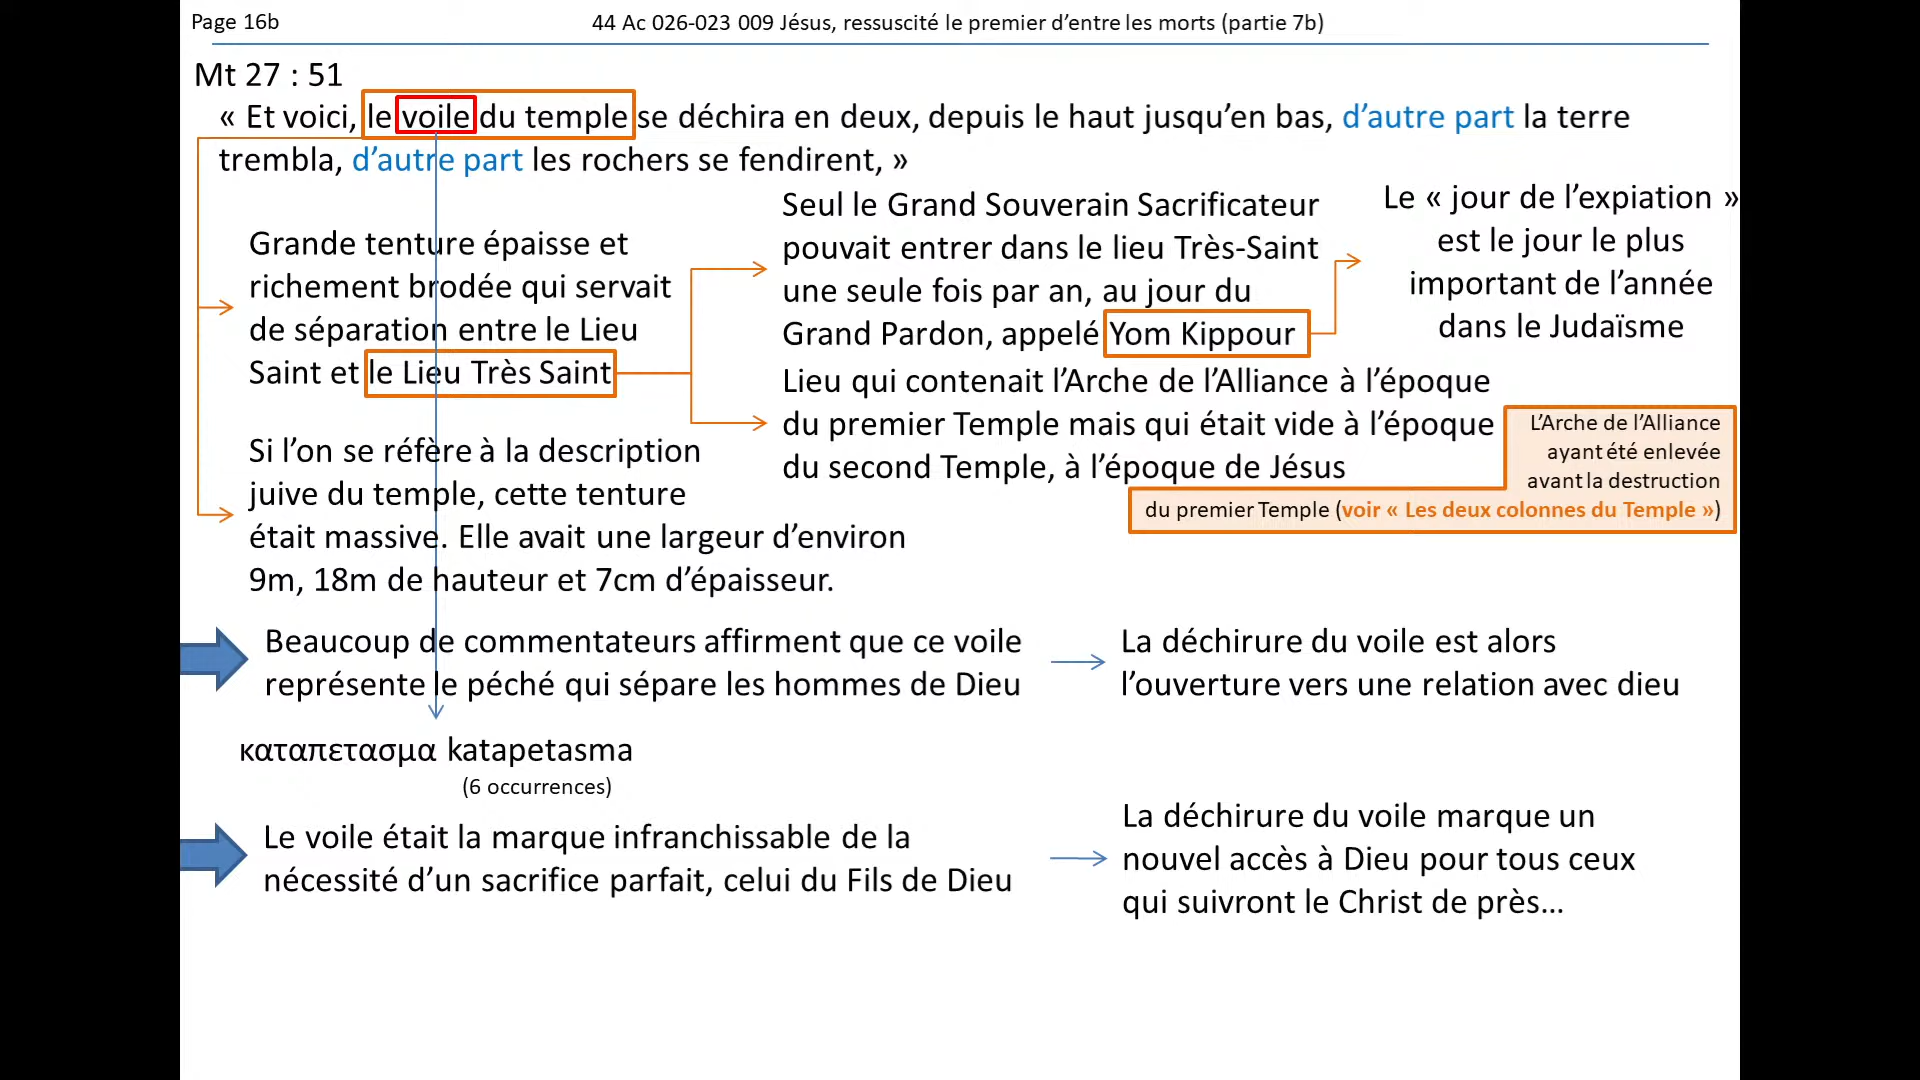 Page 16b
44 Ac 026-023 009 Jésus, ressuscité le premier d’entre les morts (partie 7b)
Mt 27 : 51
« Et voici, le voile du temple se déchira en deux, depuis le haut jusqu’en bas, d’autre part la terre
trembla, d’autre part les rochers se fendirent, »
Grande tenture épaisse et
richement brodée qui servait
de séparation entre le Lieu
Saint et le Lieu Très Saint
Seul le Grand Souverain Sacrificateur
pouvait entrer dans le lieu Très-Saint
une seule fois par an, au jour du
Grand Pardon, appelé Yom Kippour
Le « jour de l’expiation »
est le jour le plus
important de l’année
dans le Judaïsme
Lieu qui contenait l’Arche de l’Alliance à l’époque
du premier Temple mais qui était vide à l’époque
du second Temple, à l’époque de Jésus
L’Arche de l’Alliance
ayant été enlevée
avant la destruction
du premier Temple (voir « Les deux colonnes du Temple »)
Si l’on se réfère à la description
juive du temple, cette tenture
était massive. Elle avait une largeur d’environ
9m, 18m de hauteur et 7cm d’épaisseur.
Beaucoup de commentateurs affirment que ce voile
représente le péché qui sépare les hommes de Dieu
La déchirure du voile est alors
l’ouverture vers une relation avec dieu
καταπετασμα katapetasma
(6 occurrences)
Le voile était la marque infranchissable de la
nécessité d’un sacrifice parfait, celui du Fils de Dieu
La déchirure du voile marque un
nouvel accès à Dieu pour tous ceux
qui suivront le Christ de près…